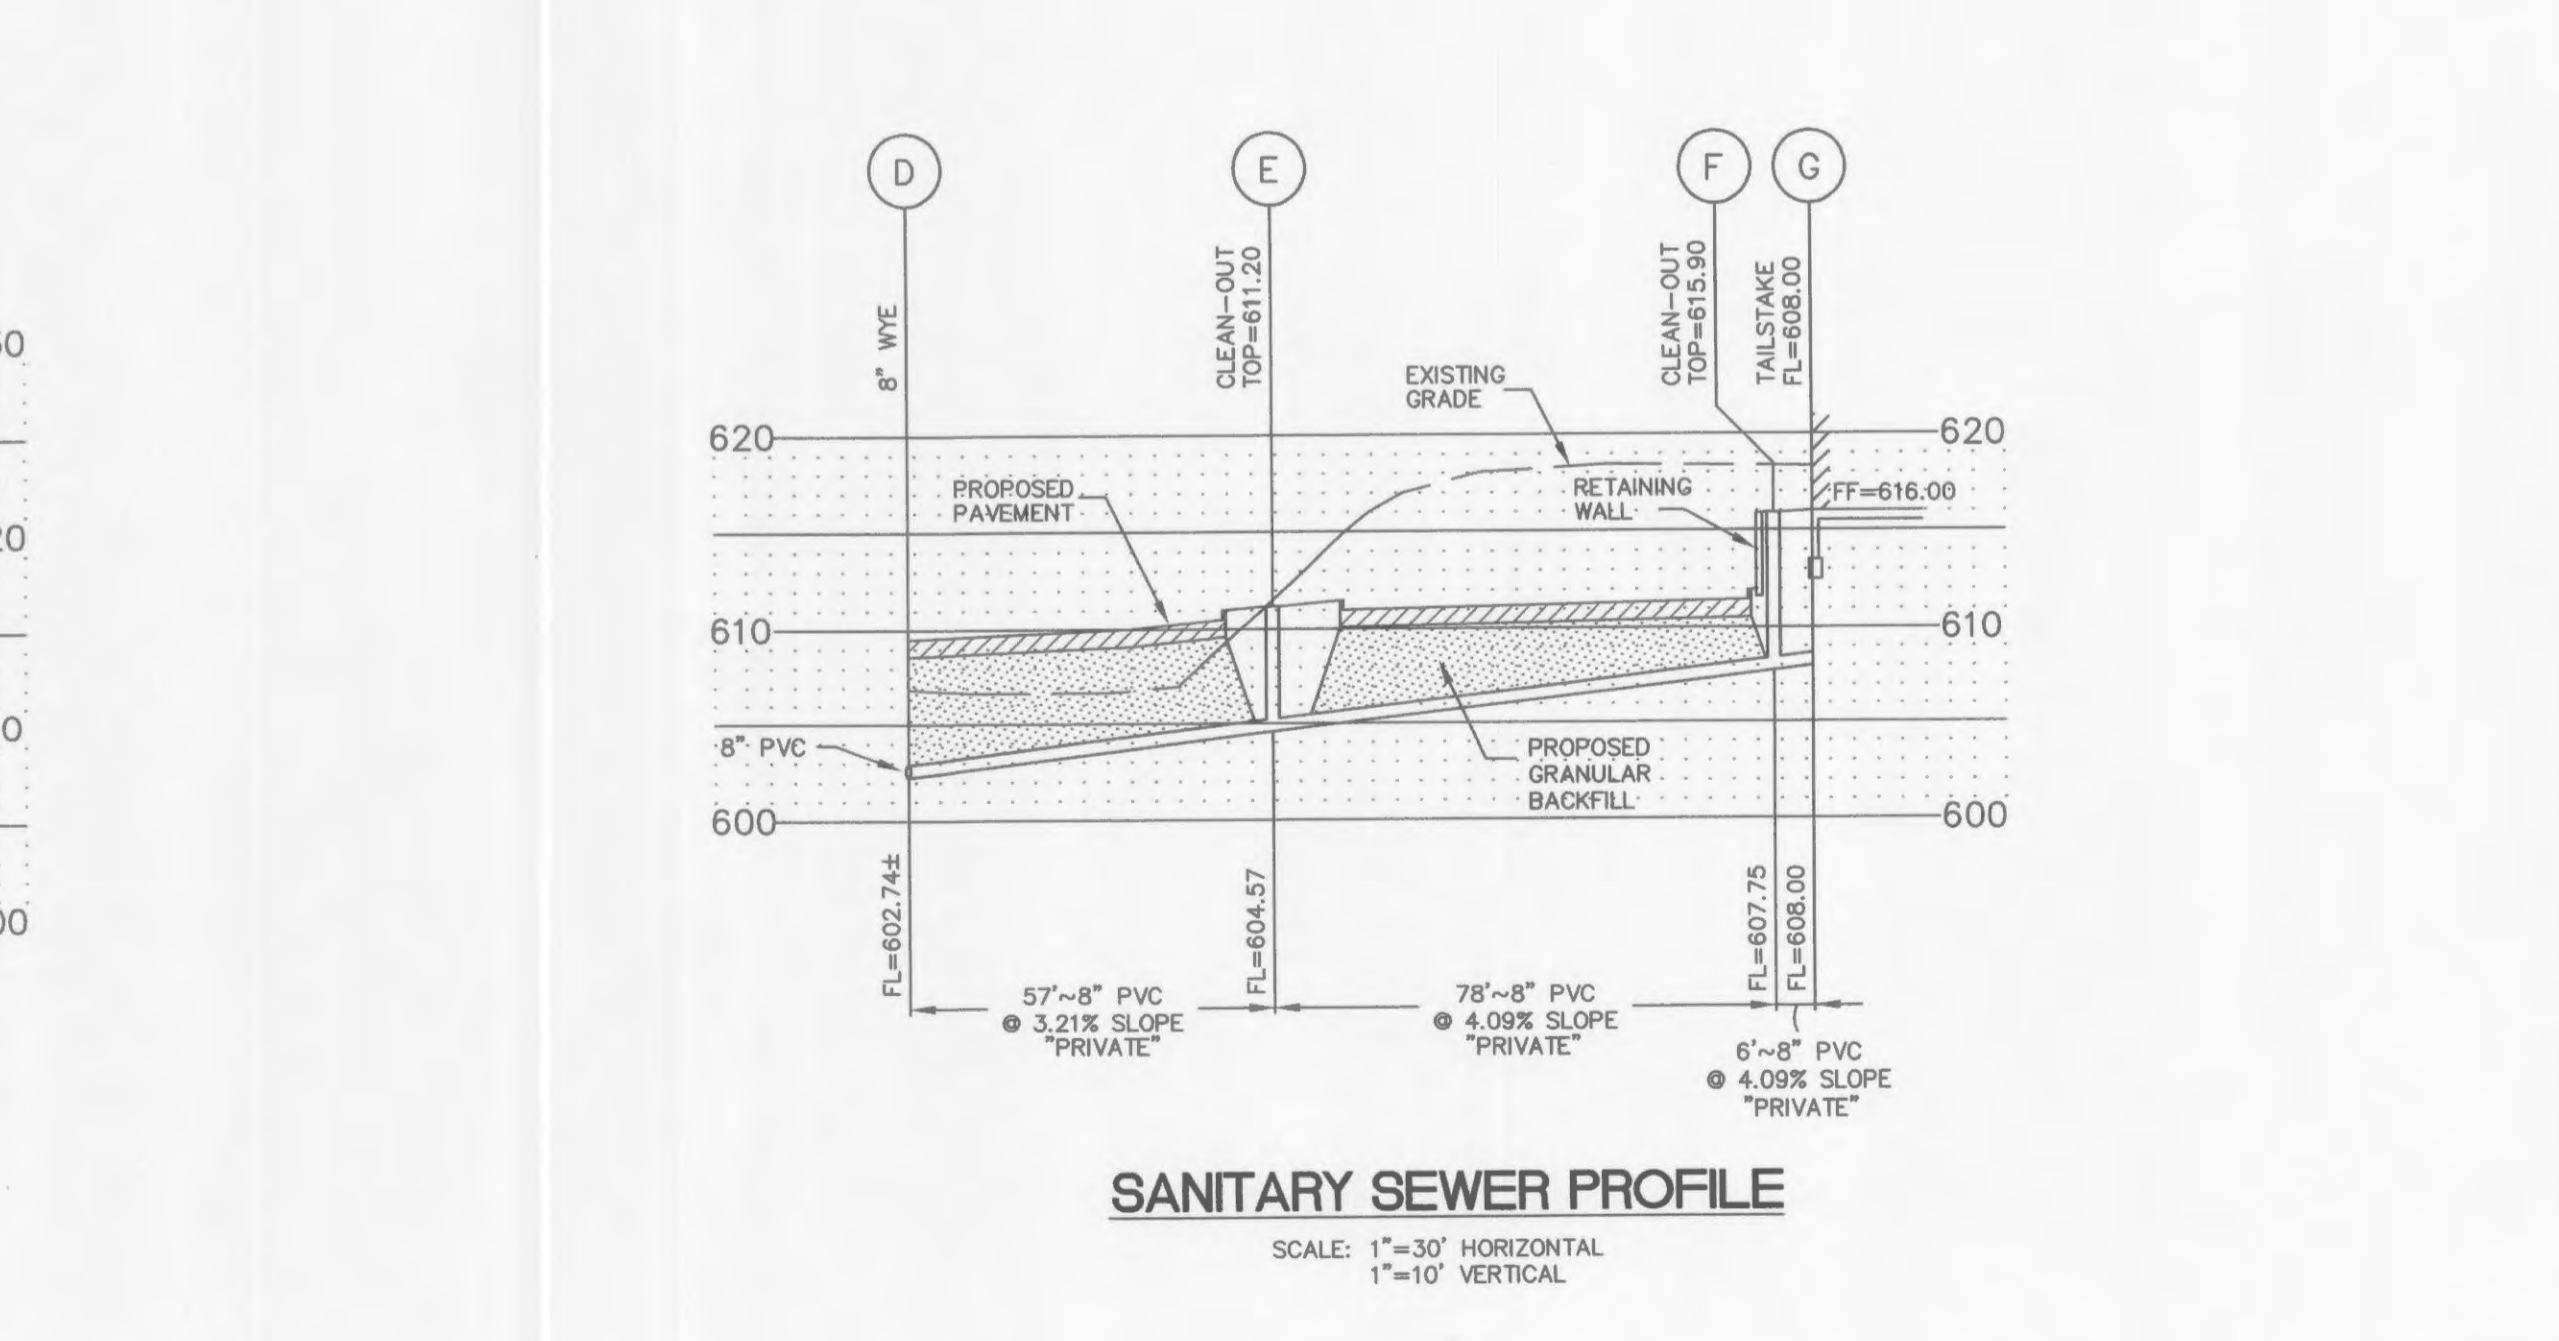 D
E
F
G
8" WYE
CLEAN-OUT
TOP=611.20
CLEAN-OUT
TOP=615.90
TAILSTAKE
FL=608.00
EXISTING
GRADE
620
620
PROPOSED
PAVEMENT
RETAINING
WALL
FF=616.00
610
610
8" PVC
PROPOSED
GRANULAR
BACKFILL
600
600
FL=602.74±
FL=604.57
FL=607.75
FL=608.00
57'~8" PVC
@ 3.21% SLOPE
"PRIVATE"
78'~8" PVC
@ 4.09% SLOPE
"PRIVATE"
6'~8" PVC
@ 4.09% SLOPE
"PRIVATE"
SANITARY SEWER PROFILE
SCALE: 1"=30' HORIZONTAL
1"=10' VERTICAL